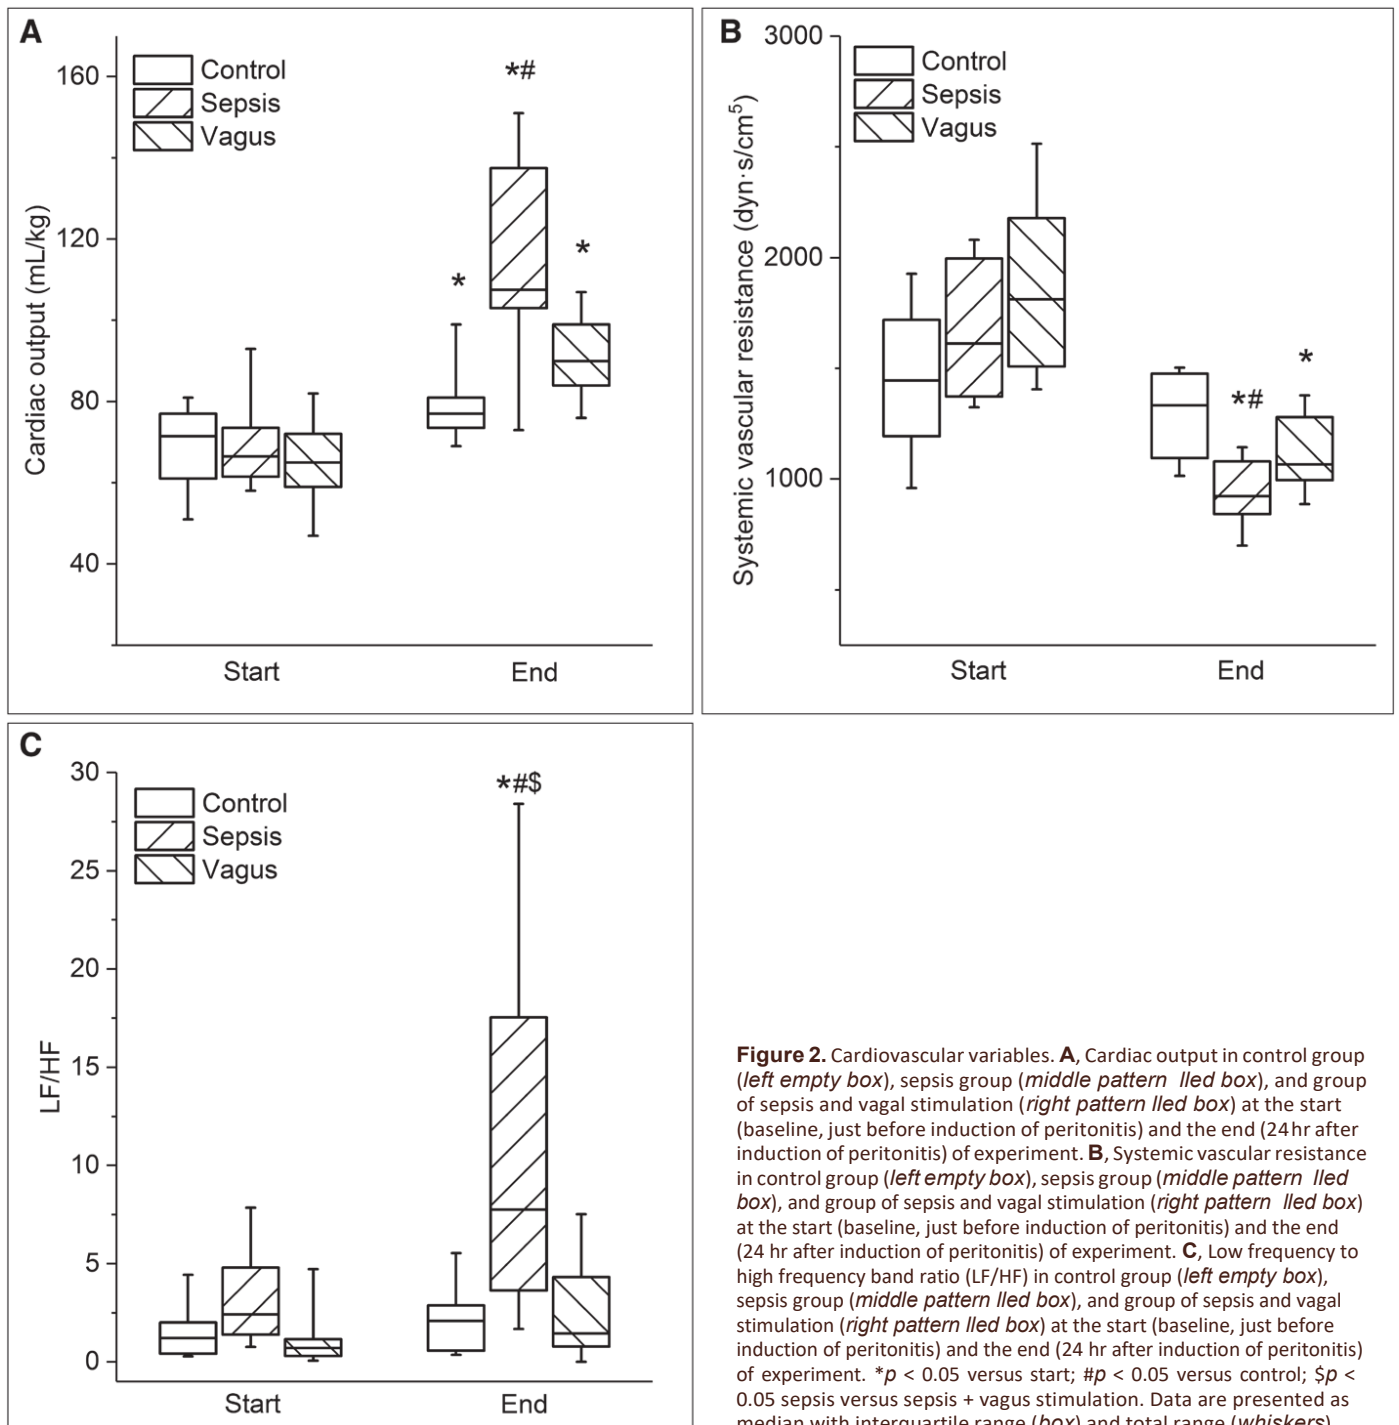 A
160
120
80
40
Cardiac output (mL/kg)
Control
Sepsis
Vagus
*
*#
*
Start
End
B
3000
2000
1000
Systemic vascular resistance (dyn·s/cm⁵)
Control
Sepsis
Vagus
*#
*
Start
End
C
30
25
20
15
10
5
0
LF/HF
Control
Sepsis
Vagus
*#$
Start
End
Figure 2. Cardiovascular variables. A, Cardiac output in control group
(left empty box), sepsis group (middle pattern lled box), and group
of sepsis and vagal stimulation (right pattern lled box) at the start
(baseline, just before induction of peritonitis) and the end (24 hr after
induction of peritonitis) of experiment. B, Systemic vascular resistance
in control group (left empty box), sepsis group (middle pattern lled
box), and group of sepsis and vagal stimulation (right pattern lled box)
at the start (baseline, just before induction of peritonitis) and the end
(24 hr after induction of peritonitis) of experiment. C, Low frequency to
high frequency band ratio (LF/HF) in control group (left empty box),
sepsis group (middle pattern lled box), and group of sepsis and vagal
stimulation (right pattern lled box) at the start (baseline, just before
induction of peritonitis) and the end (24 hr after induction of peritonitis)
of experiment. *p < 0.05 versus start; #p < 0.05 versus control; $p <
0.05 sepsis versus sepsis + vagus stimulation. Data are presented as
median with interquartile range (box) and total range (whiskers)